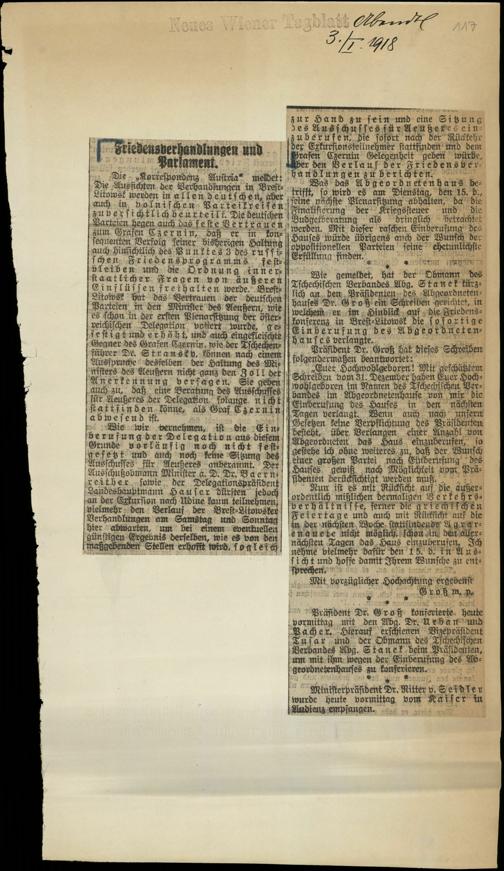 Neues Wiener Tagblatt Abendbl
117
3./I. 1918
Friedensverhandlungen und
Parlament.
Die „Korrespondenz Austria" meldet:
Die Aussichten der Verhandlungen in Brest-
Litowsk werden in allen deutschen, aber
auch in polnischen Parteikreisen
zuversichtlich beurteilt. Die deutschen
Parteien hegen auch das feste Vertrauen
zum Grafen Czernin, daß er in kon-
sequenter Verfolg seiner bisherigen Haltung
auch hinsichtlich des Punktes 3 des russi-
schen Friedensprogramms fest-
bleiben und die Ordnung inner-
staatlicher Fragen von äußeren
Einflüssen freihalten werde. Brest-
Litowsk hat das Vertrauen der deutschen
Parteien in den Minister des Aeußern, wie
es schon in der ersten Plenarsitzung der öster-
reichischen Delegation votiert wurde, ge-
festigt und erhöht, und auch eingefleischte
Gegner des Grafen Czernin, wie der Tschechen-
führer Dr. Stransky, können nach einem
Ausspruche desselben der Haltung des Mi-
nisters des Aeußern nicht ganz den Zoll der
Anerkennung versagen. Sie geben
auch zu, daß eine Beratung des Ausschusses
für Aeußeres der Delegation, solange nicht
stattfinden könne, als Graf Czernin
abwesend ist.
Wie wir vernehmen, ist die Ein-
berufung der Delegation aus diesem
Grunde vorläufig noch nicht fest-
gesetzt und auch noch keine Sitzung des
Ausschusses für Aeußeres anberaumt. Der
Ausschußobmann Minister a. D. Dr. Baern-
reither sowie der Delegationspräsident
Landeshauptmann Hauser dürften jedoch
an der Exkursion nach Udine kaum teilnehmen,
vielmehr den Verlauf der Brest-Litowsker
Verhandlungen am Samstag und Sonntag
hier abwarten, um bei einem eventuellen
günstigen Ergebnis derselben, wie es von den
maßgebenden Stellen erhofft wird, sogleich
zur Hand zu sein und eine Sitzung
des Ausschusses für Aeußeres ein-
zuberufen, die sofort nach der Rückkehr
der Exkursionsteilnehmer stattfinden und dem
Grafen Czernin Gelegenheit geben würde,
über den Verlauf der Friedensver-
handlungen zu berichten.
Was das Abgeordnetenhaus be-
trifft, so wird es am Dienstag, den 15. d.,
seine nächste Plenarsitzung abhalten, da die
Finalisierung der Kriegssteuer und die
Budgetberatung als dringlich betrachtet
werden. Mit dieser raschen Einberufung des
Hauses würde übrigens auch der Wunsch der
oppositionellen Parteien seine eheтunlichste
Erfüllung finden.
* * *
Wie gemeldet, hat der Obmann des
Tschechischen Verbandes Abg. Stanek kürz-
lich an den Präsidenten des Abgeordneten-
hauses Dr. Groß ein Schreiben gerichtet, in
welchem er im Hinblick auf die Friedens-
konferenz in Brest-Litowsk die sofortige
Einberufung des Abgeordneten-
hauses verlangte.
Präsident Dr. Groß hat dieses Schreiben
folgendermaßen beantwortet:
„Euer Hochwohlgeboren! Mit geschätztem
Schreiben vom 31. Dezember haben Euer Hoch-
wohlgeboren im Namen des Tschechischen Ver-
bandes im Abgeordnetenhause von mir die
Einberufung des Hauses in den nächsten
Tagen verlangt. Wenn auch nach unsern
Gesetzen keine Verpflichtung des Präsidenten
besteht, über Verlangen einer Anzahl von
Abgeordneten das Haus einzuberufen, so
gestehe ich ohne weiteres zu, daß der Wunsch
einer großen Partei nach Einberufung des
Hauses gewiß nach Möglichkeit vom Prä-
sidenten berücksichtigt werden muß.
Nun ist es mit Rücksicht auf die außer-
ordentlich mißlichen dermaligen Verkehrs-
verhältnisse, ferner die griechischen
Feiertage und auch mit Rücksicht auf die
in der nächsten Woche stattfindende Agrar-
enquete nicht möglich, schon in den aller-
nächsten Tagen das Haus einzuberufen. Ich
nehme vielmehr dafür den 15. d. in Aus-
sicht und hoffe damit Ihrem Wunsche zu ent-
sprechen.
Mit vorzüglicher Hochachtung ergebenst
Groß m. p.
* * *
Präsident Dr. Groß konferierte heute
vormittag mit den Abg. Dr. Urban und
Pacher. Hierauf erschienen Vizepräsident
Tusar und der Obmann des Tschechischen
Verbandes Abg. Stanek beim Präsidenten,
um mit ihm wegen der Einberufung des Ab-
geordnetenhauses zu konferieren.
* * *
Ministerpräsident Dr. Ritter v. Seidler
wurde heute vormittag vom Kaiser in
Audienz empfangen.